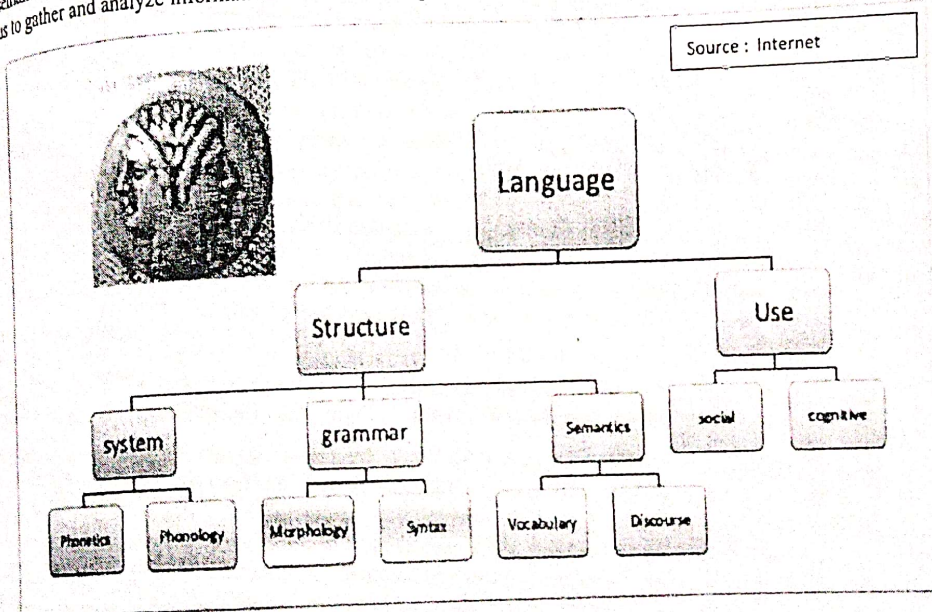 us to gather and analyze
Source : Internet
Language
Structure
Use
system
grammar
Semantics
social
cognitive
Phonetics
Phonology
Morphology
Syntax
Vocabulary
Discourse